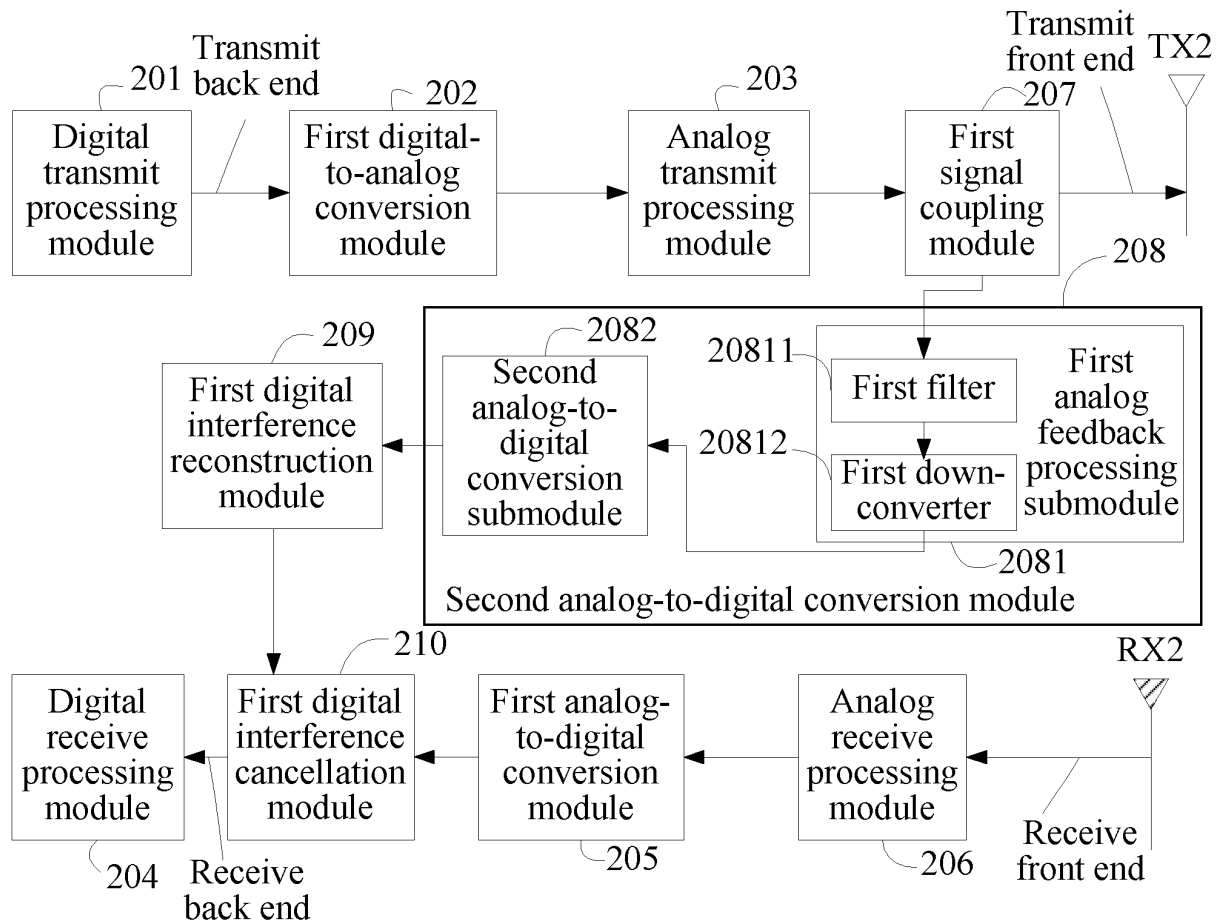 201
Transmit
back end
202
203
Transmit
front end
207
TX2
Digital
transmit
processing
module
First digital-
to-analog
conversion
module
Analog
transmit
processing
module
First
signal
coupling
module
208
209
2082
20811
20812
First digital
interference
reconstruction
module
Second
analog-to-
digital
conversion
submodule
First filter
First down-
converter
First
analog
feedback
processing
submodule
2081
Second analog-to-digital conversion module
210
RX2
Digital
receive
processing
module
First digital
interference
cancellation
module
First analog-
to-digital
conversion
module
Analog
receive
processing
module
204
Receive
back end
205
206
Receive
front end